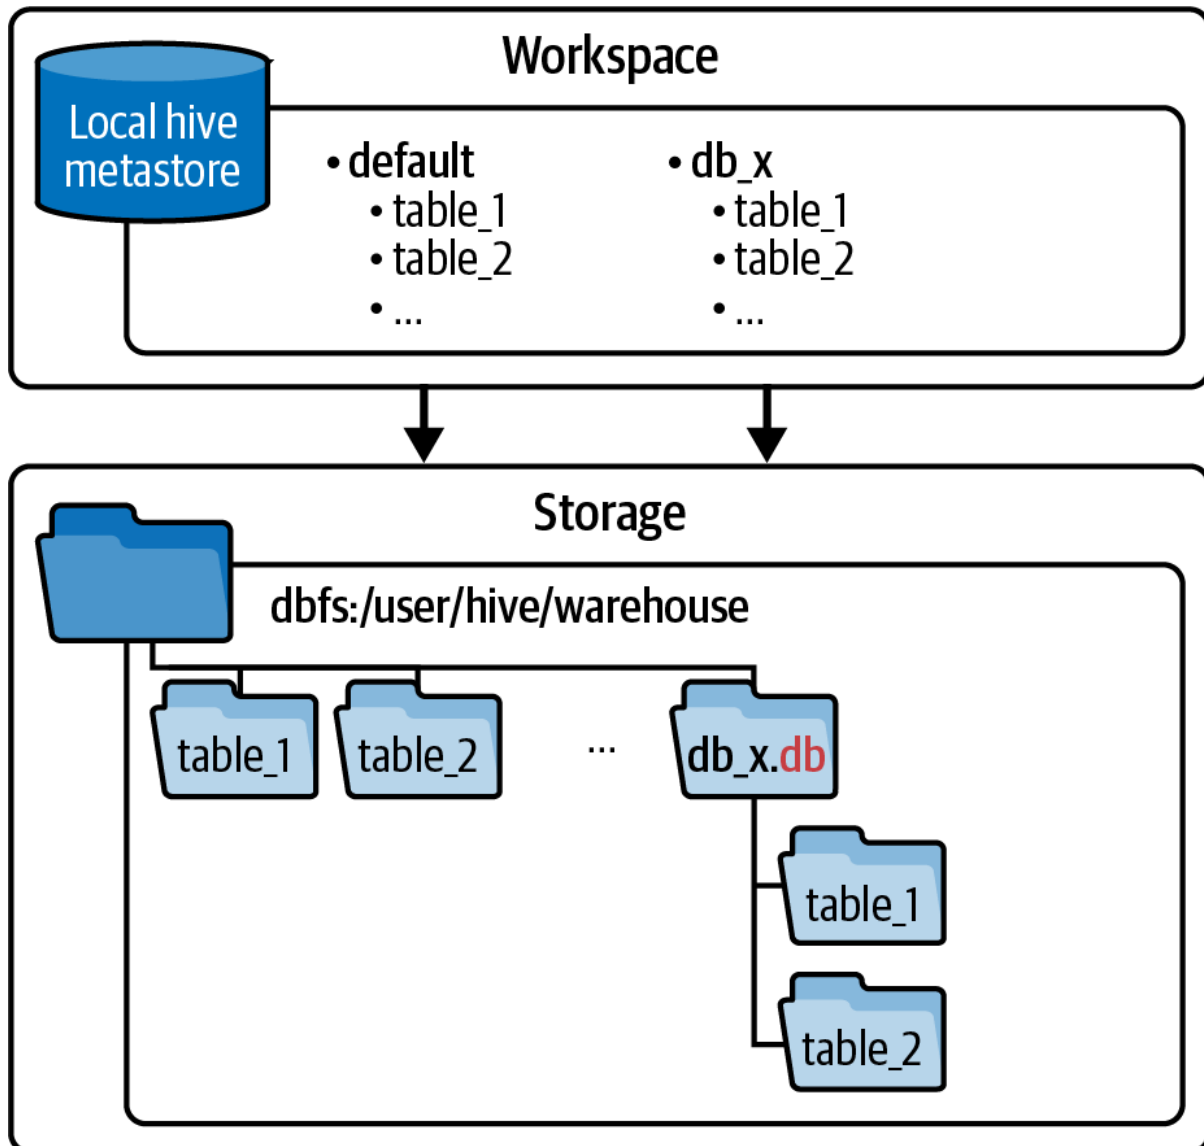 Workspace
Local hive
metastore
• default
• table_1
• table_2
• ...
• db_x
• table_1
• table_2
• ...
Storage
dbfs:/user/hive/warehouse
table_1
table_2
...
db_x.db
table_1
table_2